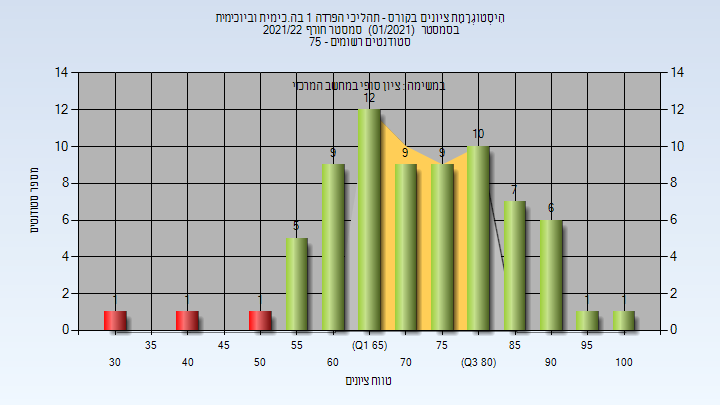 היסטוגרמת ציונים בקורס - תהליכי הפרדה 1 בה.כימית וביוכימית
בסמסטר (01/2021) סמסטר חורף 2021/22
סטודנטים רשומים - 75
במשימה : ציון סופי במחשב המרכזי
מספר סטודנטים
14 14
12 12
10 10
8 8
6 6
4 4
2 2
0 0
1 1 1 5 9 12 9 9 10 7 6 1 1
35 45 55 (Q1 65) 75 85 95
30 40 50 60 70 (Q3 80) 90 100
טווח ציונים